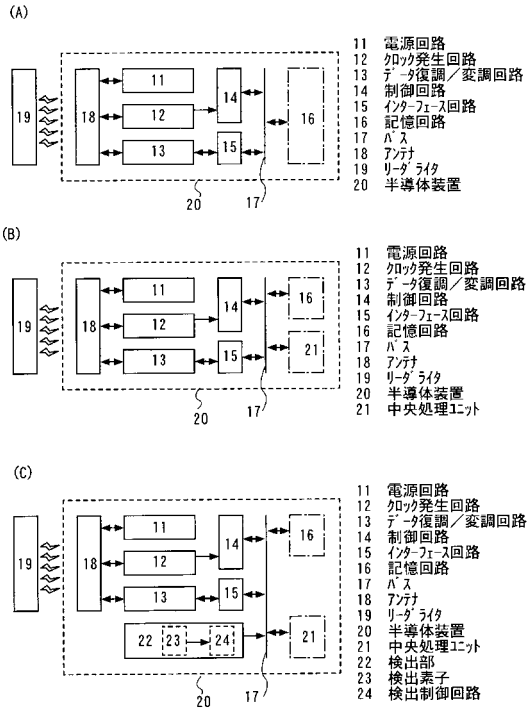 (A)
19
18
11
12
13
14
15
16
20
17
11 電源回路
12 クロック発生回路
13 データ復調/変調回路
14 制御回路
15 インターフェース回路
16 記憶回路
17 バス
18 アンテナ
19 リーダライタ
20 半導体装置
(B)
19
18
11
12
13
14
15
16
21
20
17
11 電源回路
12 クロック発生回路
13 データ復調/変調回路
14 制御回路
15 インターフェース回路
16 記憶回路
17 バス
18 アンテナ
19 リーダライタ
20 半導体装置
21 中央処理ユニット
(C)
19
18
11
12
13
14
15
16
22 23 24
21
20
17
11 電源回路
12 クロック発生回路
13 データ復調/変調回路
14 制御回路
15 インターフェース回路
16 記憶回路
17 バス
18 アンテナ
19 リーダライタ
20 半導体装置
21 中央処理ユニット
22 検出部
23 検出素子
24 検出制御回路